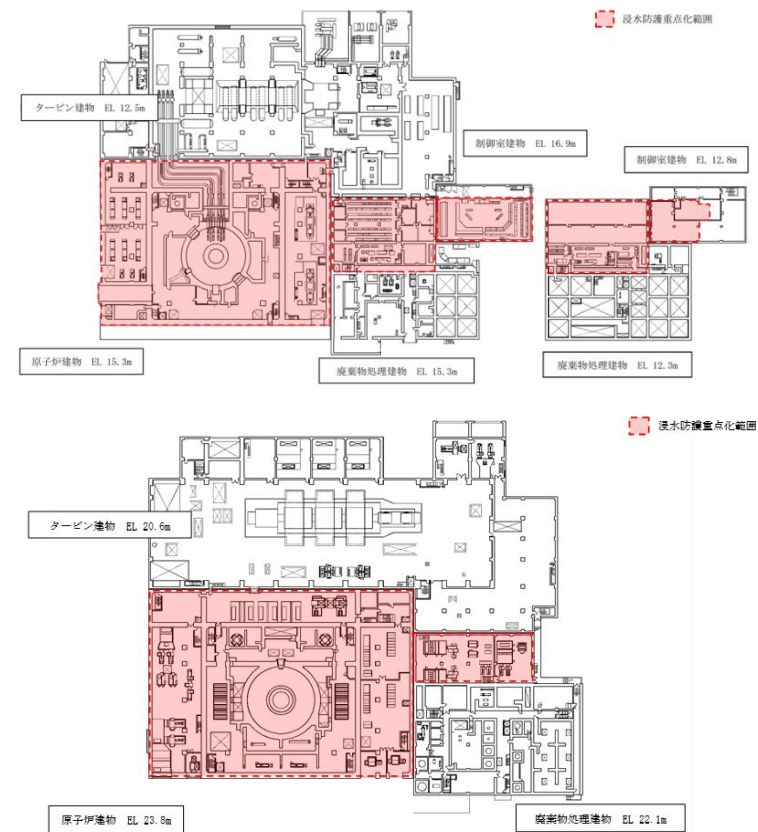 浸水防護重点化範囲
タービン建物 EL 12.5m
制御室建物 EL 16.9m
制御室建物 EL 12.8m
原子炉建物 EL 15.3m
廃棄物処理建物 EL 15.3m
廃棄物処理建物 EL 12.3m
浸水防護重点化範囲
タービン建物 EL 20.6m
原子炉建物 EL 23.8m
廃棄物処理建物 EL 22.1m